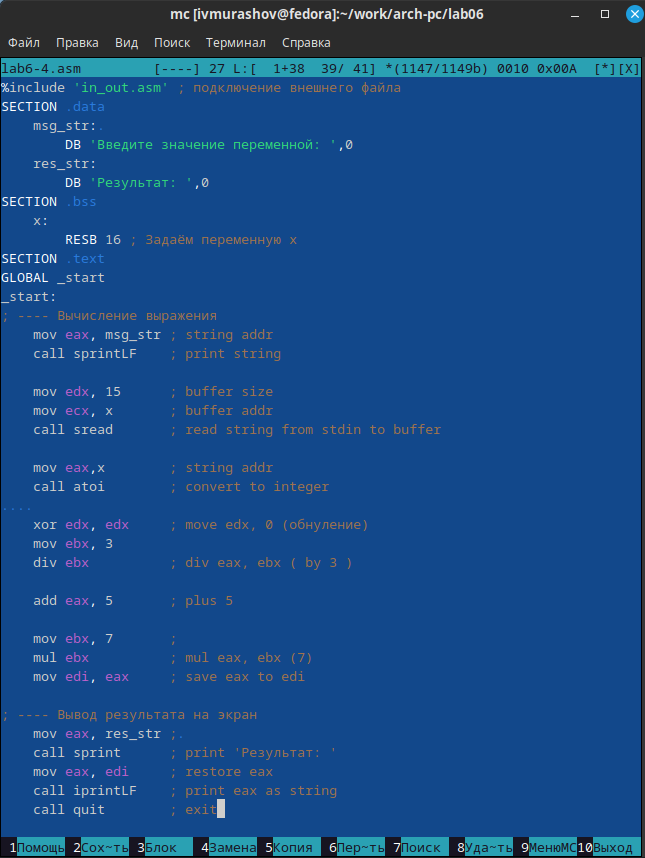 mc [ivmurashov@fedora]:~/work/arch-pc/lab06
Файл Правка Вид Поиск Терминал Справка
lab6-4.asm [----] 27 L:[ 1+38 39/ 41] *(1147/1149b) 0010 0x00A [*][X]
%include 'in_out.asm' ; подключение внешнего файла
SECTION .data
msg_str:.
DB 'Введите значение переменной: ',0
res_str:
DB 'Результат: ',0
SECTION .bss
x:
RESB 16 ; Задаём переменную x
SECTION .text
GLOBAL _start
_start:
; ---- Вычисление выражения
mov eax, msg_str ; string addr
call sprintLF ; print string
mov edx, 15 ; buffer size
mov ecx, x ; buffer addr
call sread ; read string from stdin to buffer
mov eax,x ; string addr
call atoi ; convert to integer
....
xor edx, edx ; move edx, 0 (обнуление)
mov ebx, 3
div ebx ; div eax, ebx ( by 3 )
add eax, 5 ; plus 5
mov ebx, 7 ;
mul ebx ; mul eax, ebx (7)
mov edi, eax ; save eax to edi
; ---- Вывод результата на экран
mov eax, res_str ;.
call sprint ; print 'Результат: '
mov eax, edi ; restore eax
call iprintLF ; print eax as string
call quit ; exit
1Помощь 2Сох~ть 3Блок 4Замена 5Копия 6Пер~ть 7Поиск 8Уда~ть 9МенюMC 10Выход